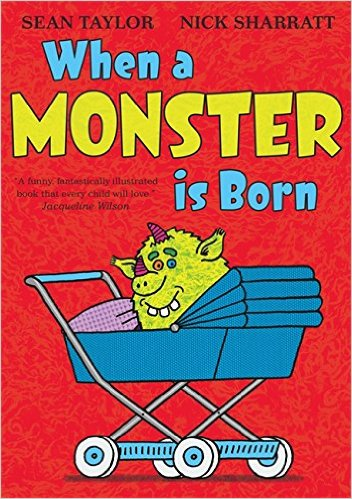 SEAN TAYLOR NICK SHARRATT
When a
MONSTER
is Born
"A funny, fantastically illustrated
book that every child will love."
Jacqueline Wilson